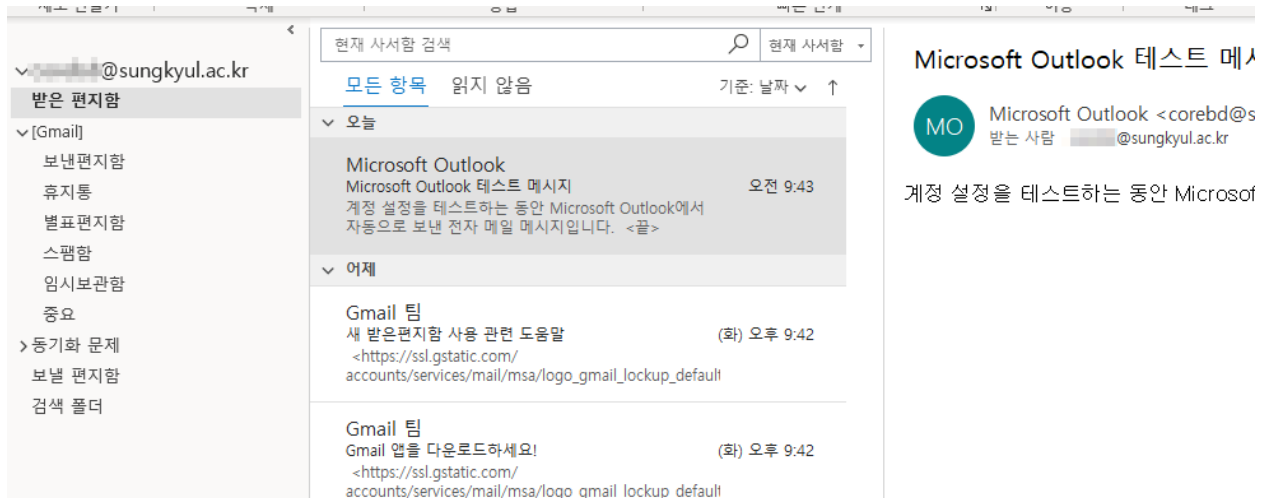 @sungkyul.ac.kr
받은 편지함
[Gmail]
보낸편지함
휴지통
별표편지함
스팸함
임시보관함
중요
동기화 문제
보낼 편지함
검색 폴더
현재 사서함 검색
현재 사서함
모든 항목 읽지 않음
기준: 날짜
오늘
Microsoft Outlook
Microsoft Outlook 테스트 메시지 오전 9:43
계정 설정을 테스트하는 동안 Microsoft Outlook에서
자동으로 보낸 전자 메일 메시지입니다. <끝>
어제
Gmail 팀
새 받은편지함 사용 관련 도움말 (화) 오후 9:42
<https://ssl.gstatic.com/
accounts/services/mail/msa/logo_gmail_lockup_default
Gmail 팀
Gmail 앱을 다운로드하세요! (화) 오후 9:42
<https://ssl.gstatic.com/
accounts/services/mail/msa/logo_gmail_lockup_default
Microsoft Outlook 테스트 메
MO
Microsoft Outlook <corebd@s
받는 사람 @sungkyul.ac.kr
계정 설정을 테스트하는 동안 Microsof